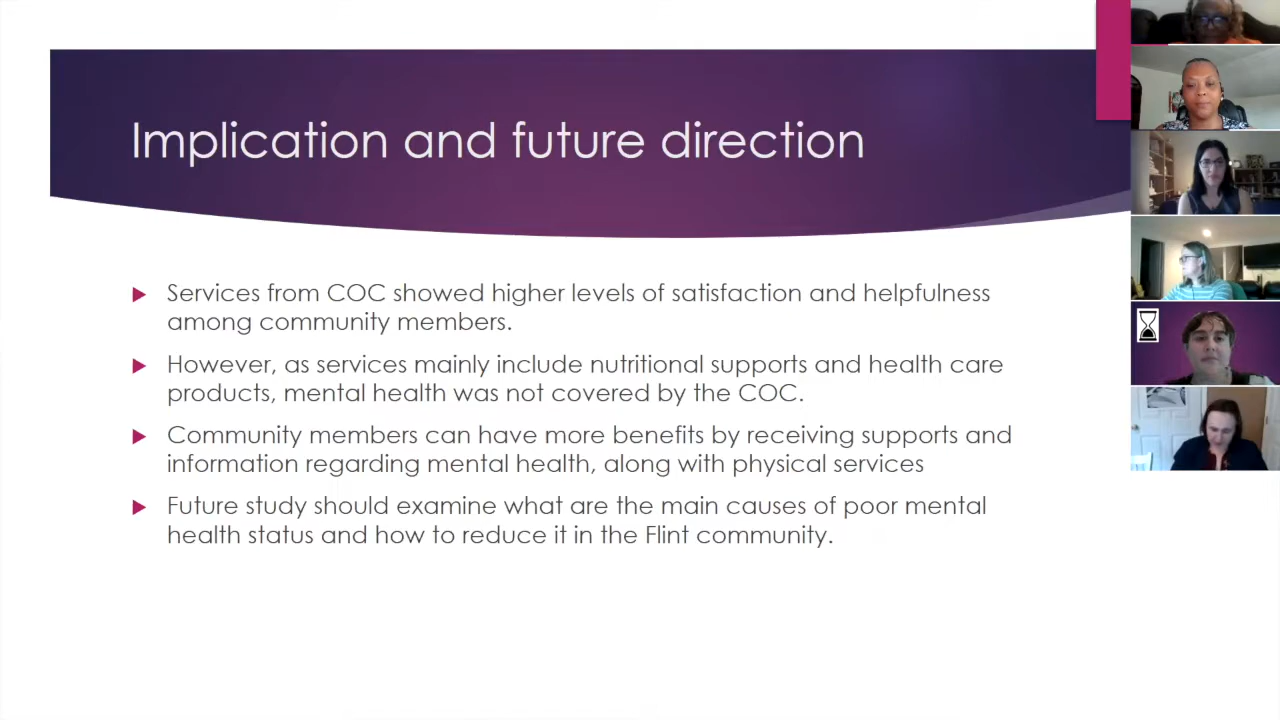 Implication and future direction
Services from COC showed higher levels of satisfaction and helpfulness
among community members.
However, as services mainly include nutritional supports and health care
products, mental health was not covered by the COC.
Community members can have more benefits by receiving supports and
information regarding mental health, along with physical services
Future study should examine what are the main causes of poor mental
health status and how to reduce it in the Flint community.